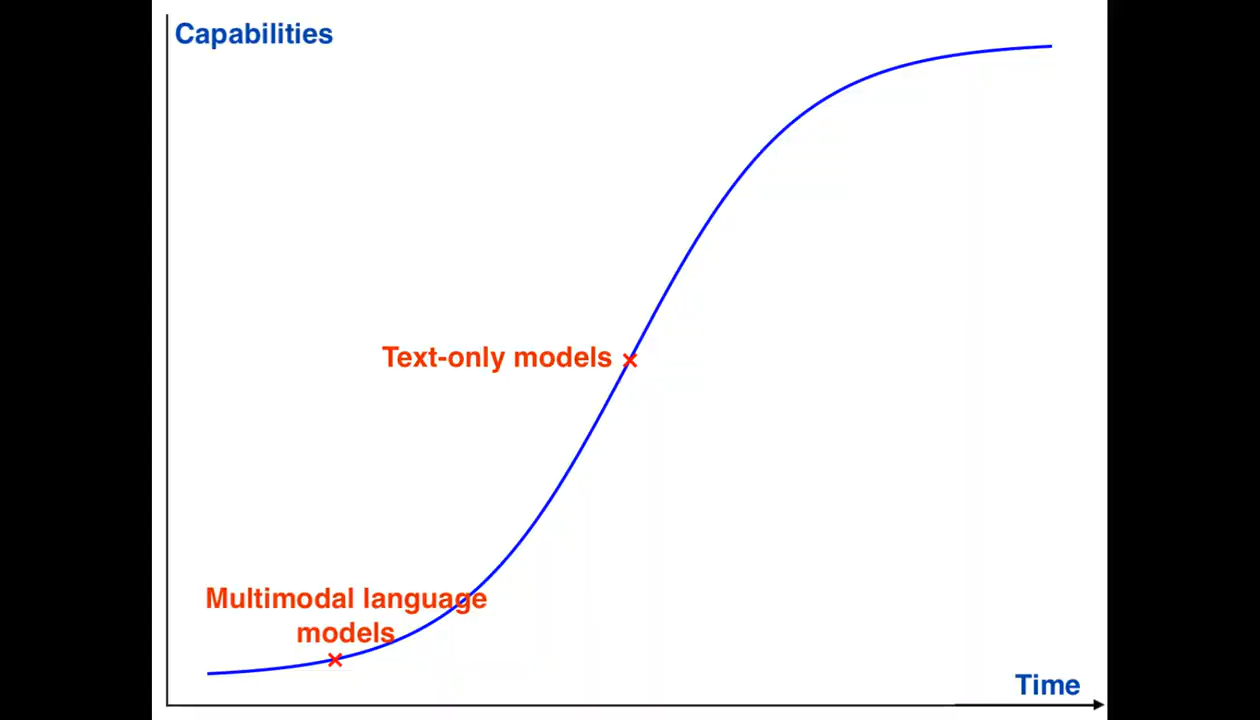 Capabilities
Text-only models
Multimodal language
models
Time